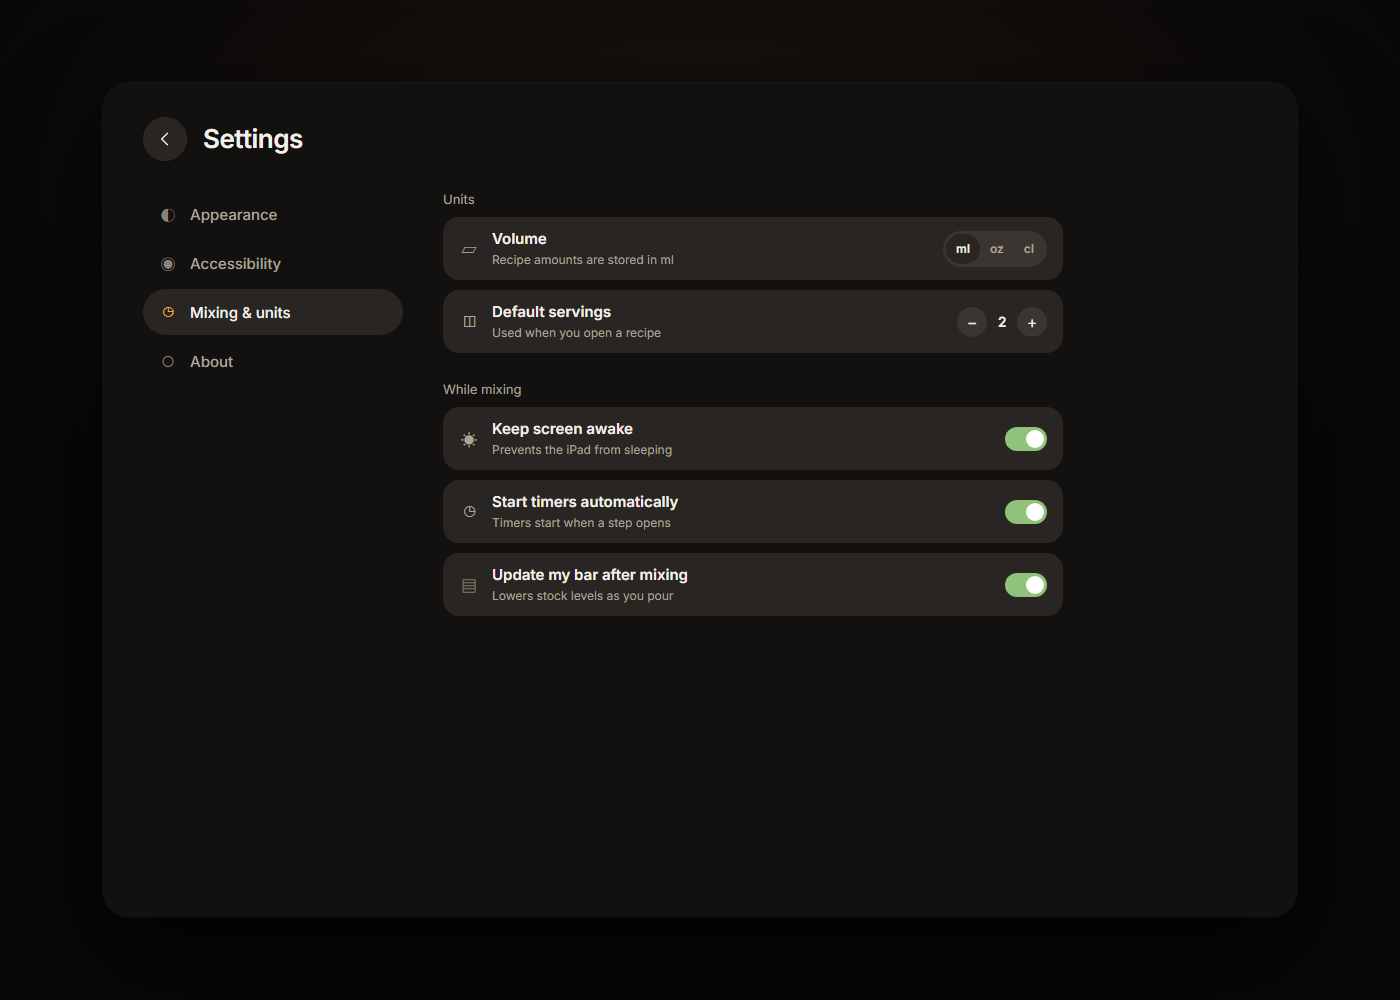 Settings
Appearance
Accessibility
Mixing & units
About
Units
Volume
Recipe amounts are stored in ml
ml oz cl
Default servings
Used when you open a recipe
− 2 +
While mixing
Keep screen awake
Prevents the iPad from sleeping
Start timers automatically
Timers start when a step opens
Update my bar after mixing
Lowers stock levels as you pour